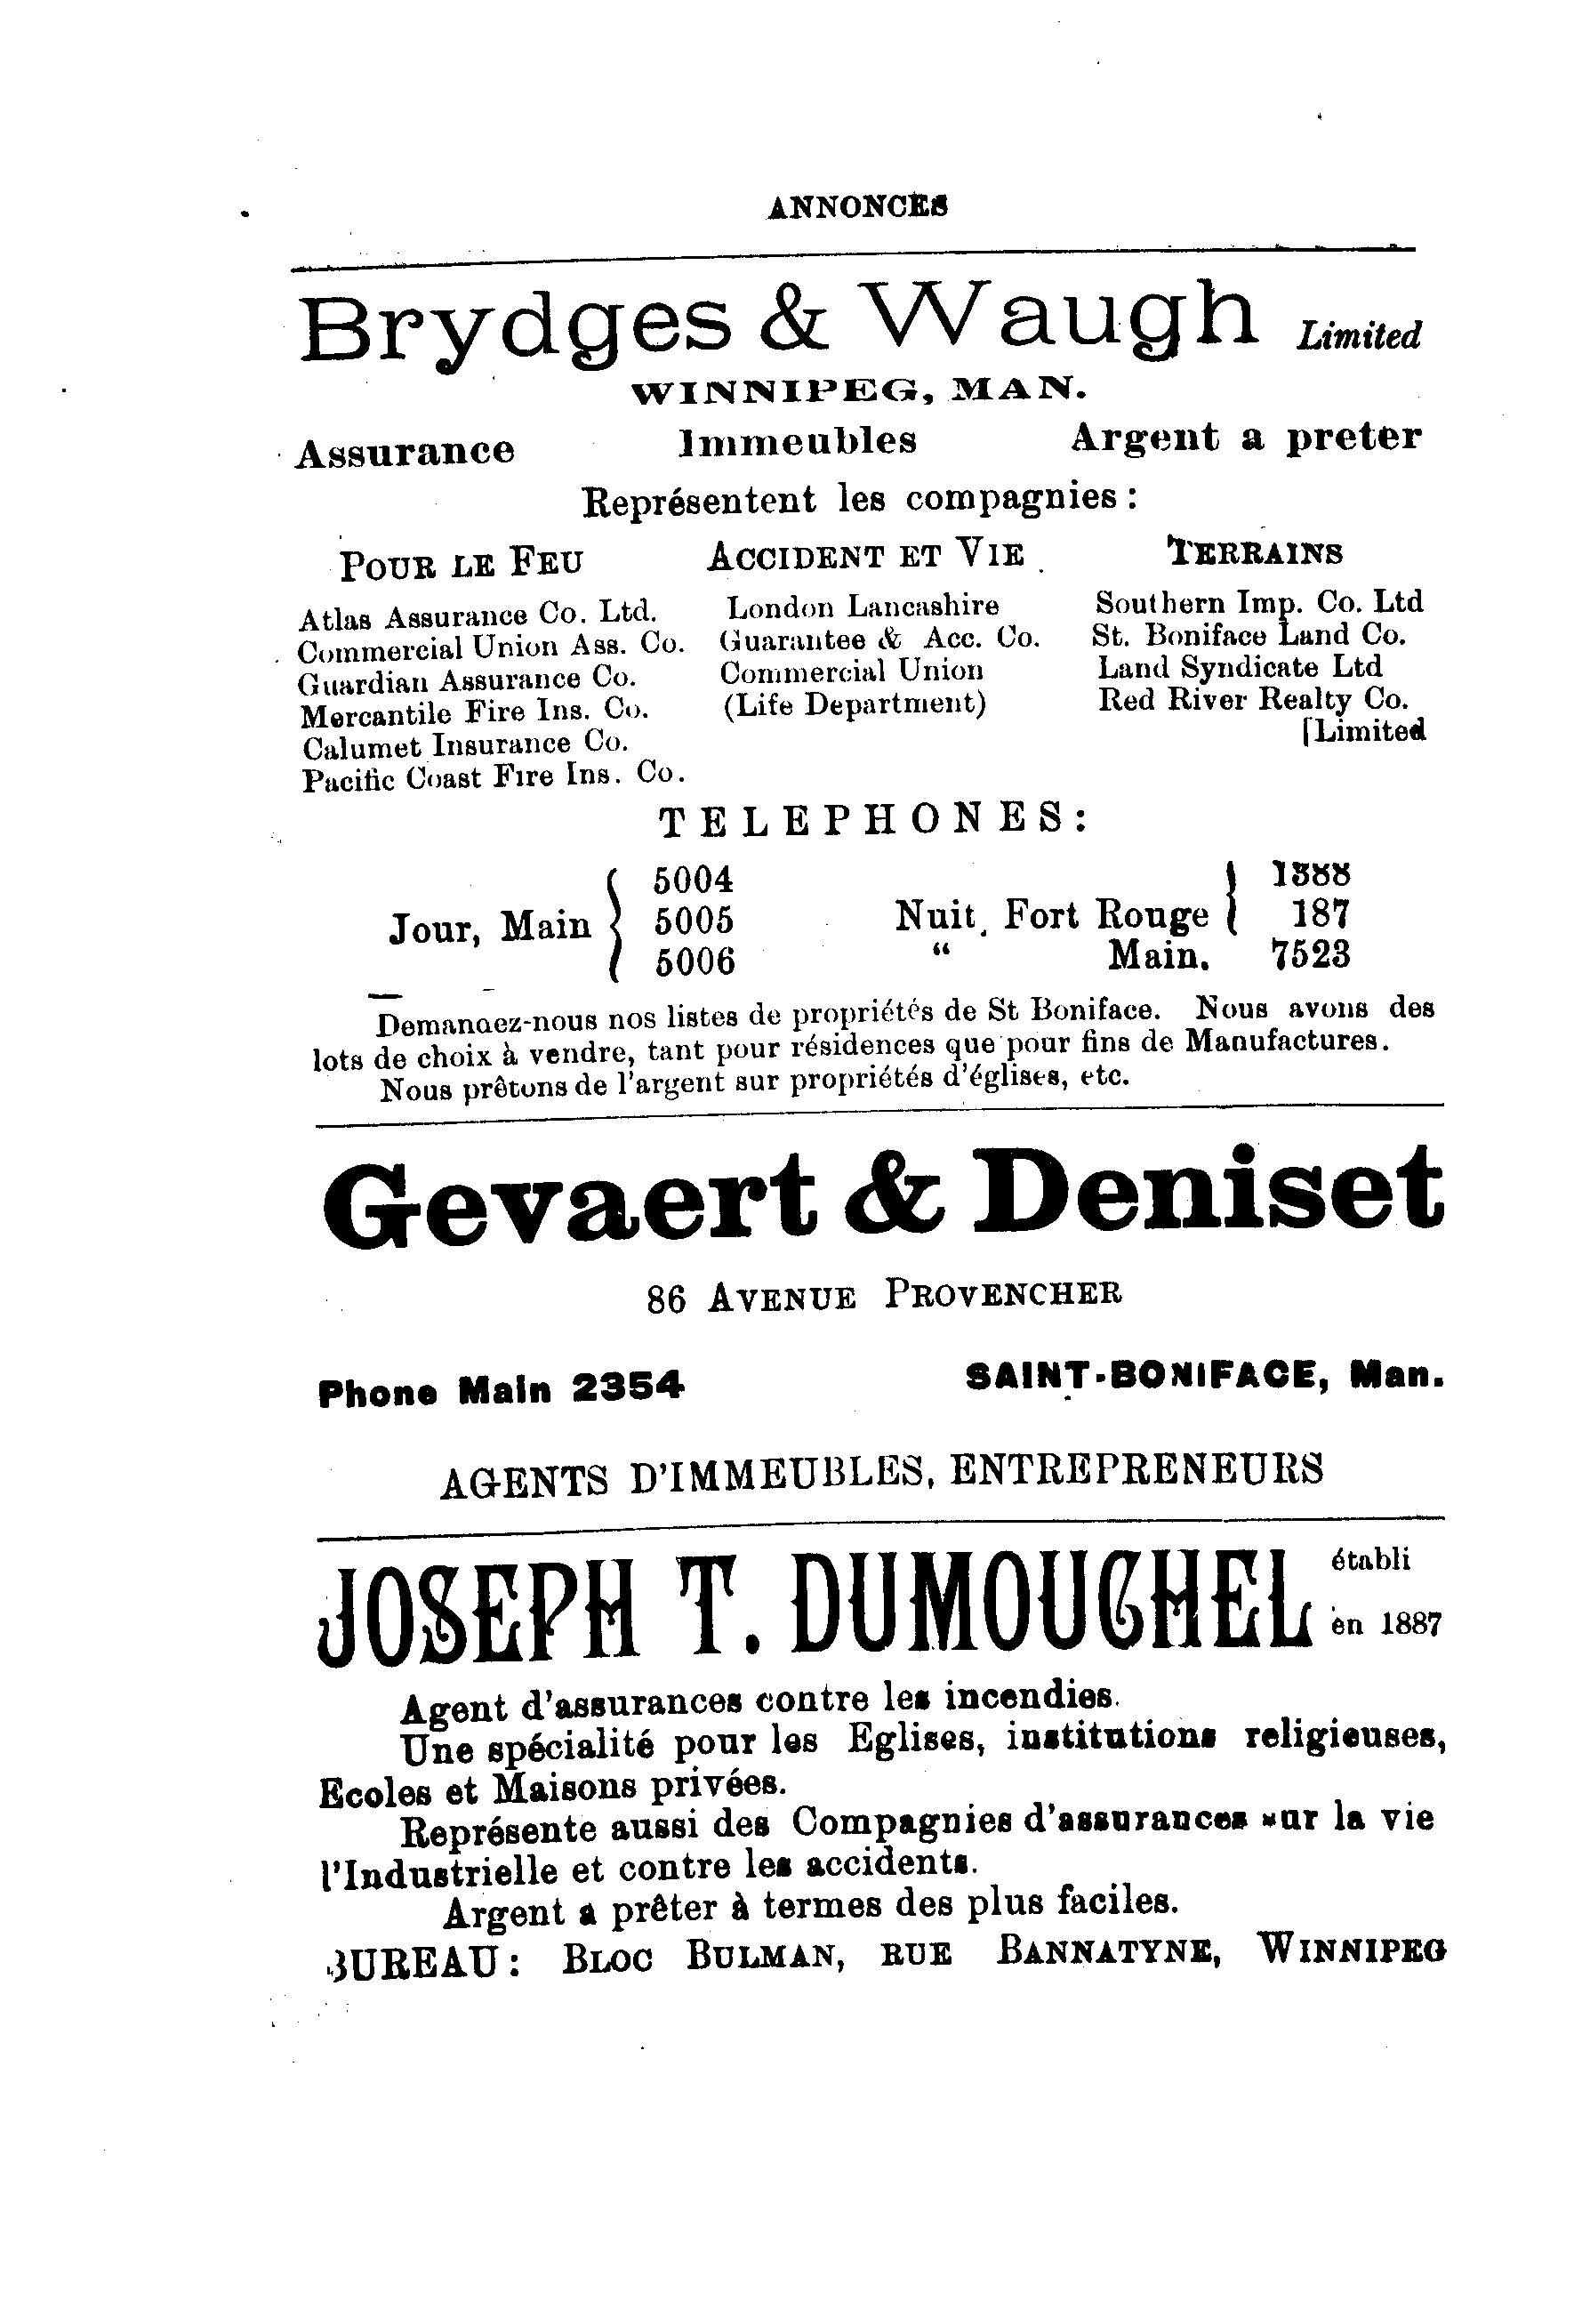 ANNONCES
Brydges & Waugh Limited
WINNIPEG, MAN.
Assurance Immeubles Argent a preter
Représentent les compagnies :
POUR LE FEU ACCIDENT ET VIE TERRAINS
Atlas Assurance Co. Ltd. London Lancashire Southern Imp. Co. Ltd
Commercial Union Ass. Co. Guarantee & Acc. Co. St. Boniface Land Co.
Guardian Assurance Co. Commercial Union Land Syndicate Ltd
Mercantile Fire Ins. Co. (Life Department) Red River Realty Co.
Calumet Insurance Co. [Limited
Pacific Coast Fire Ins. Co.
TELEPHONES:
5004 1388
Jour, Main 5005 Nuit, Fort Rouge 187
5006 “ Main. 7523
Demandez-nous nos listes de propriétés de St Boniface. Nous avons des
lots de choix à vendre, tant pour résidences que pour fins de Manufactures.
Nous prêtons de l'argent sur propriétés d'églises, etc.
Gevaert & Deniset
86 AVENUE PROVENCHER
Phone Main 2354 SAINT-BONIFACE, Man.
AGENTS D'IMMEUBLES, ENTREPRENEURS
JOSEPH T. DUMOUCHEL établi
en 1887
Agent d'assurances contre les incendies.
Une spécialité pour les Eglises, institutions religieuses,
Ecoles et Maisons privées.
Représente aussi des Compagnies d'assurances sur la vie
l'Industrielle et contre les accidents.
Argent a prêter à termes des plus faciles.
BUREAU : BLOC BULMAN, RUE BANNATYNE, WINNIPEG